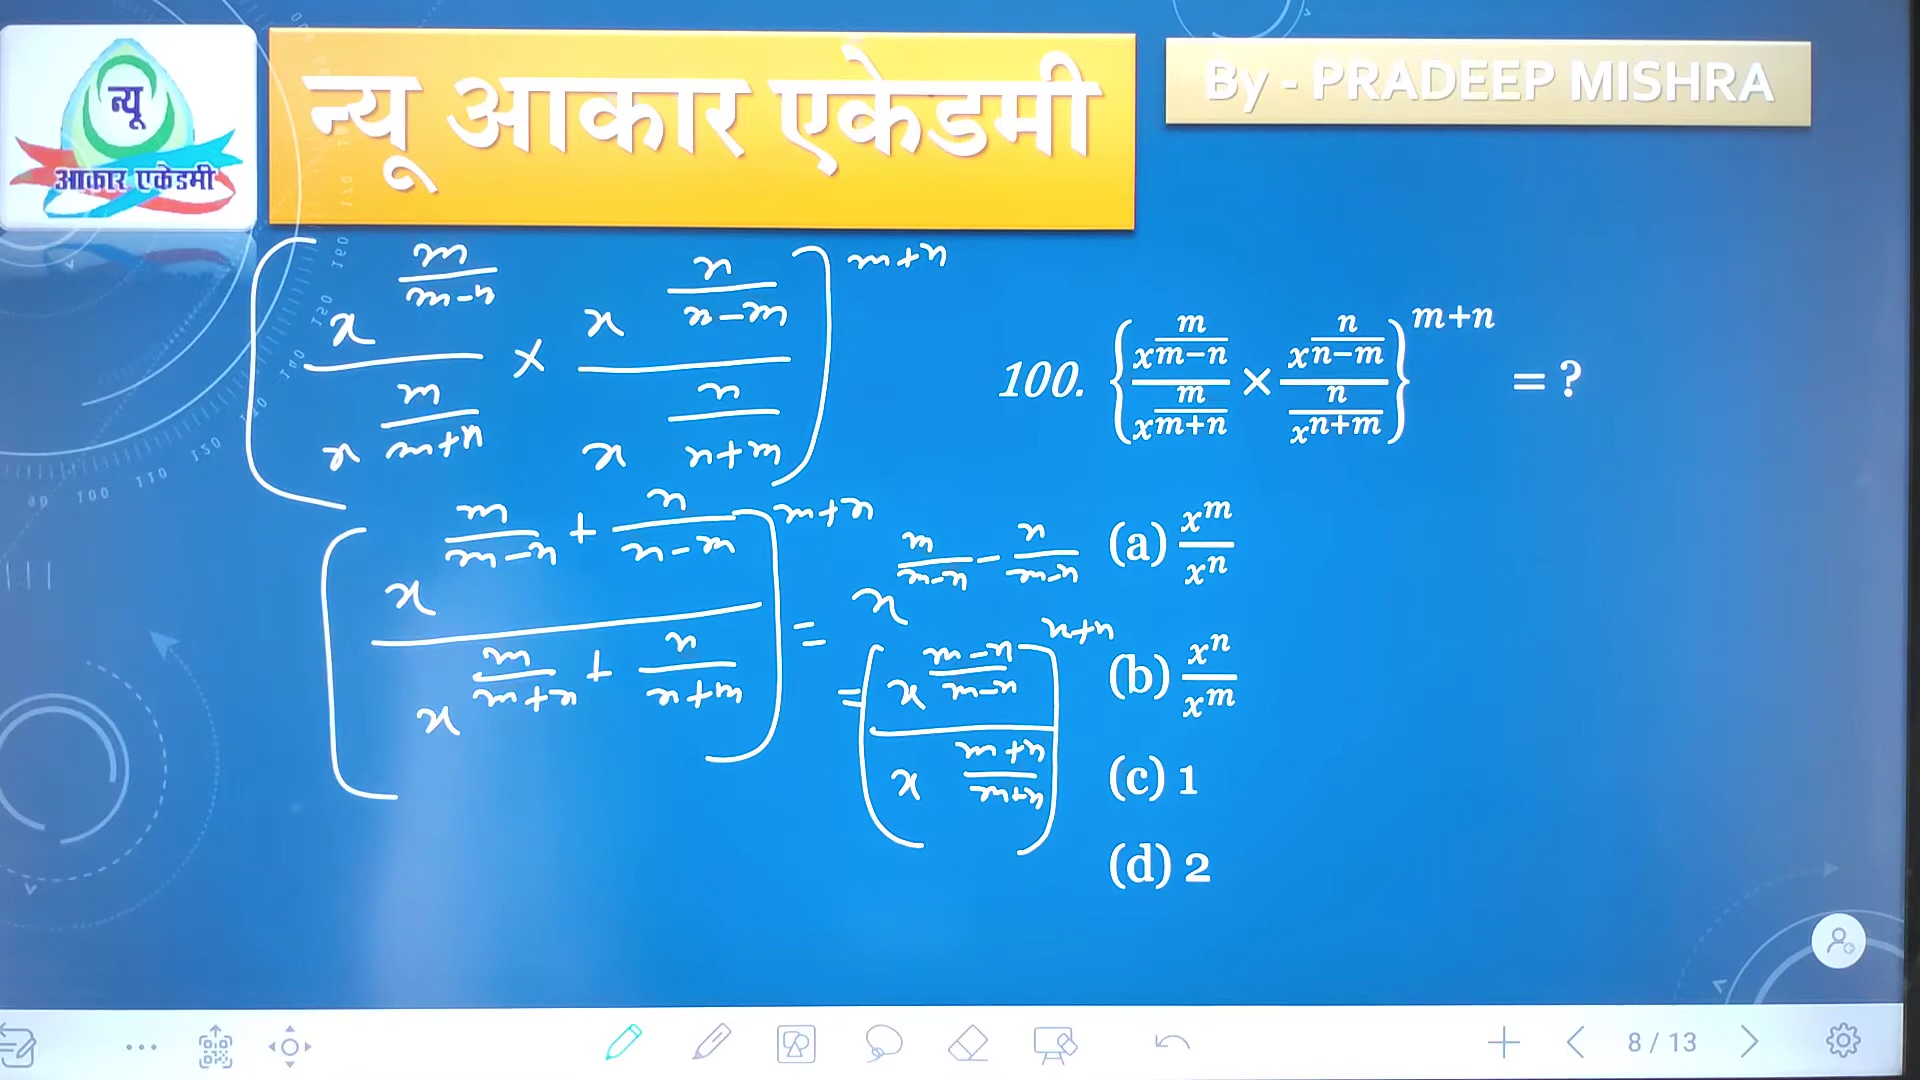 न्यू
आकार एकेडमी
न्यू आकार एकेडमी
By - PRADEEP MISHRA
100. {x^(m/(m−n)) / x^(m/(m+n)) × x^(n/(n−m)) / x^(n/(n+m))}^(m+n) = ?
(a) x^m / x^n
(b) x^n / x^m
(c) 1
(d) 2
(x^(m/(m-n)) / x^(m/(m+n)) × x^(n/(n-m)) / x^(n/(n+m)))^(m+n)
[x^(m/(m-n) + n/(n-m)) / x^(m/(m+n) + n/(n+m))]^(m+n) = x^(m/(m-n) - n/(m-n))
= (x^((m-n)/(m-n)) / x^((m+n)/(m+n)))^(n+n)
8 / 13